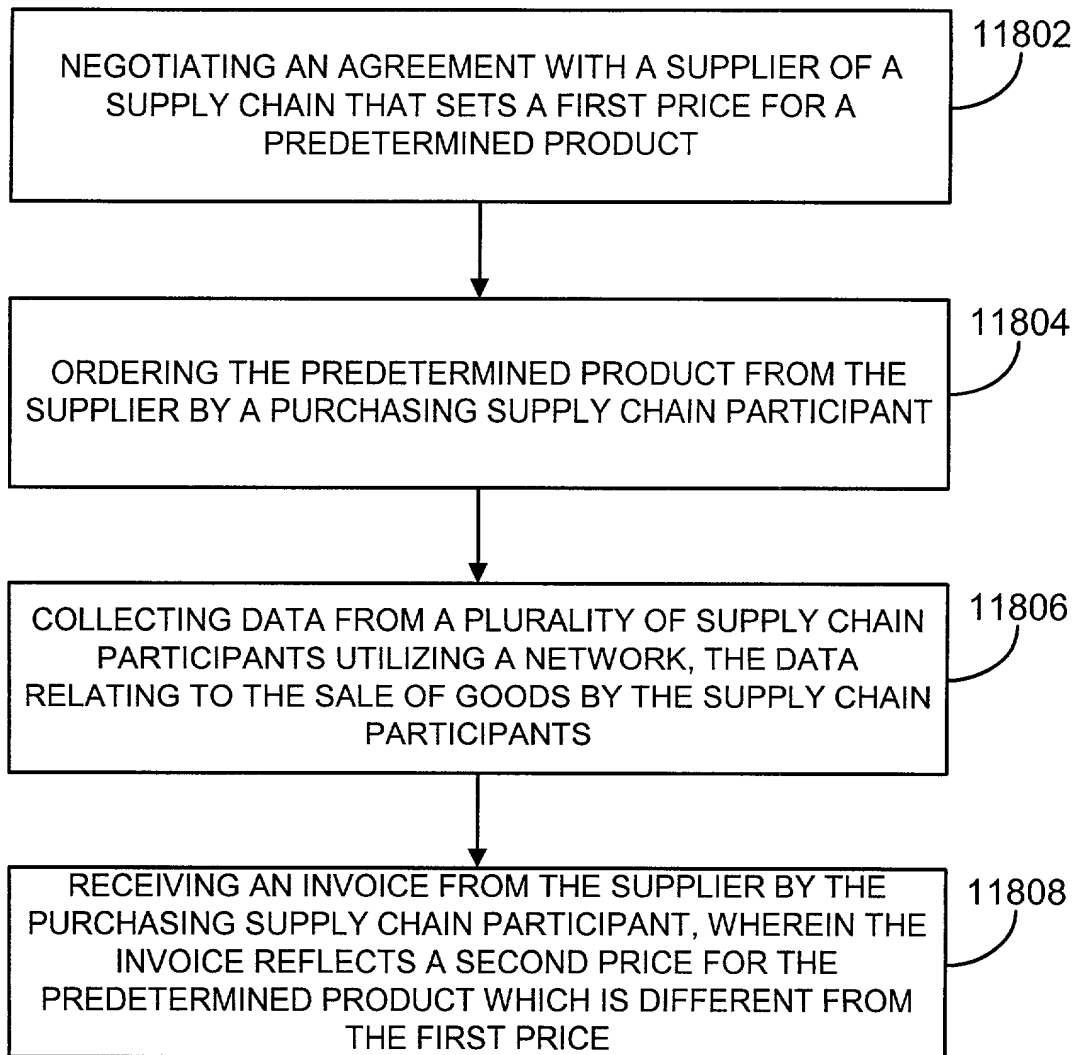 11802
NEGOTIATING AN AGREEMENT WITH A SUPPLIER OF A
SUPPLY CHAIN THAT SETS A FIRST PRICE FOR A
PREDETERMINED PRODUCT
11804
ORDERING THE PREDETERMINED PRODUCT FROM THE
SUPPLIER BY A PURCHASING SUPPLY CHAIN PARTICIPANT
11806
COLLECTING DATA FROM A PLURALITY OF SUPPLY CHAIN
PARTICIPANTS UTILIZING A NETWORK, THE DATA
RELATING TO THE SALE OF GOODS BY THE SUPPLY CHAIN
PARTICIPANTS
11808
RECEIVING AN INVOICE FROM THE SUPPLIER BY THE
PURCHASING SUPPLY CHAIN PARTICIPANT, WHEREIN THE
INVOICE REFLECTS A SECOND PRICE FOR THE
PREDETERMINED PRODUCT WHICH IS DIFFERENT FROM
THE FIRST PRICE